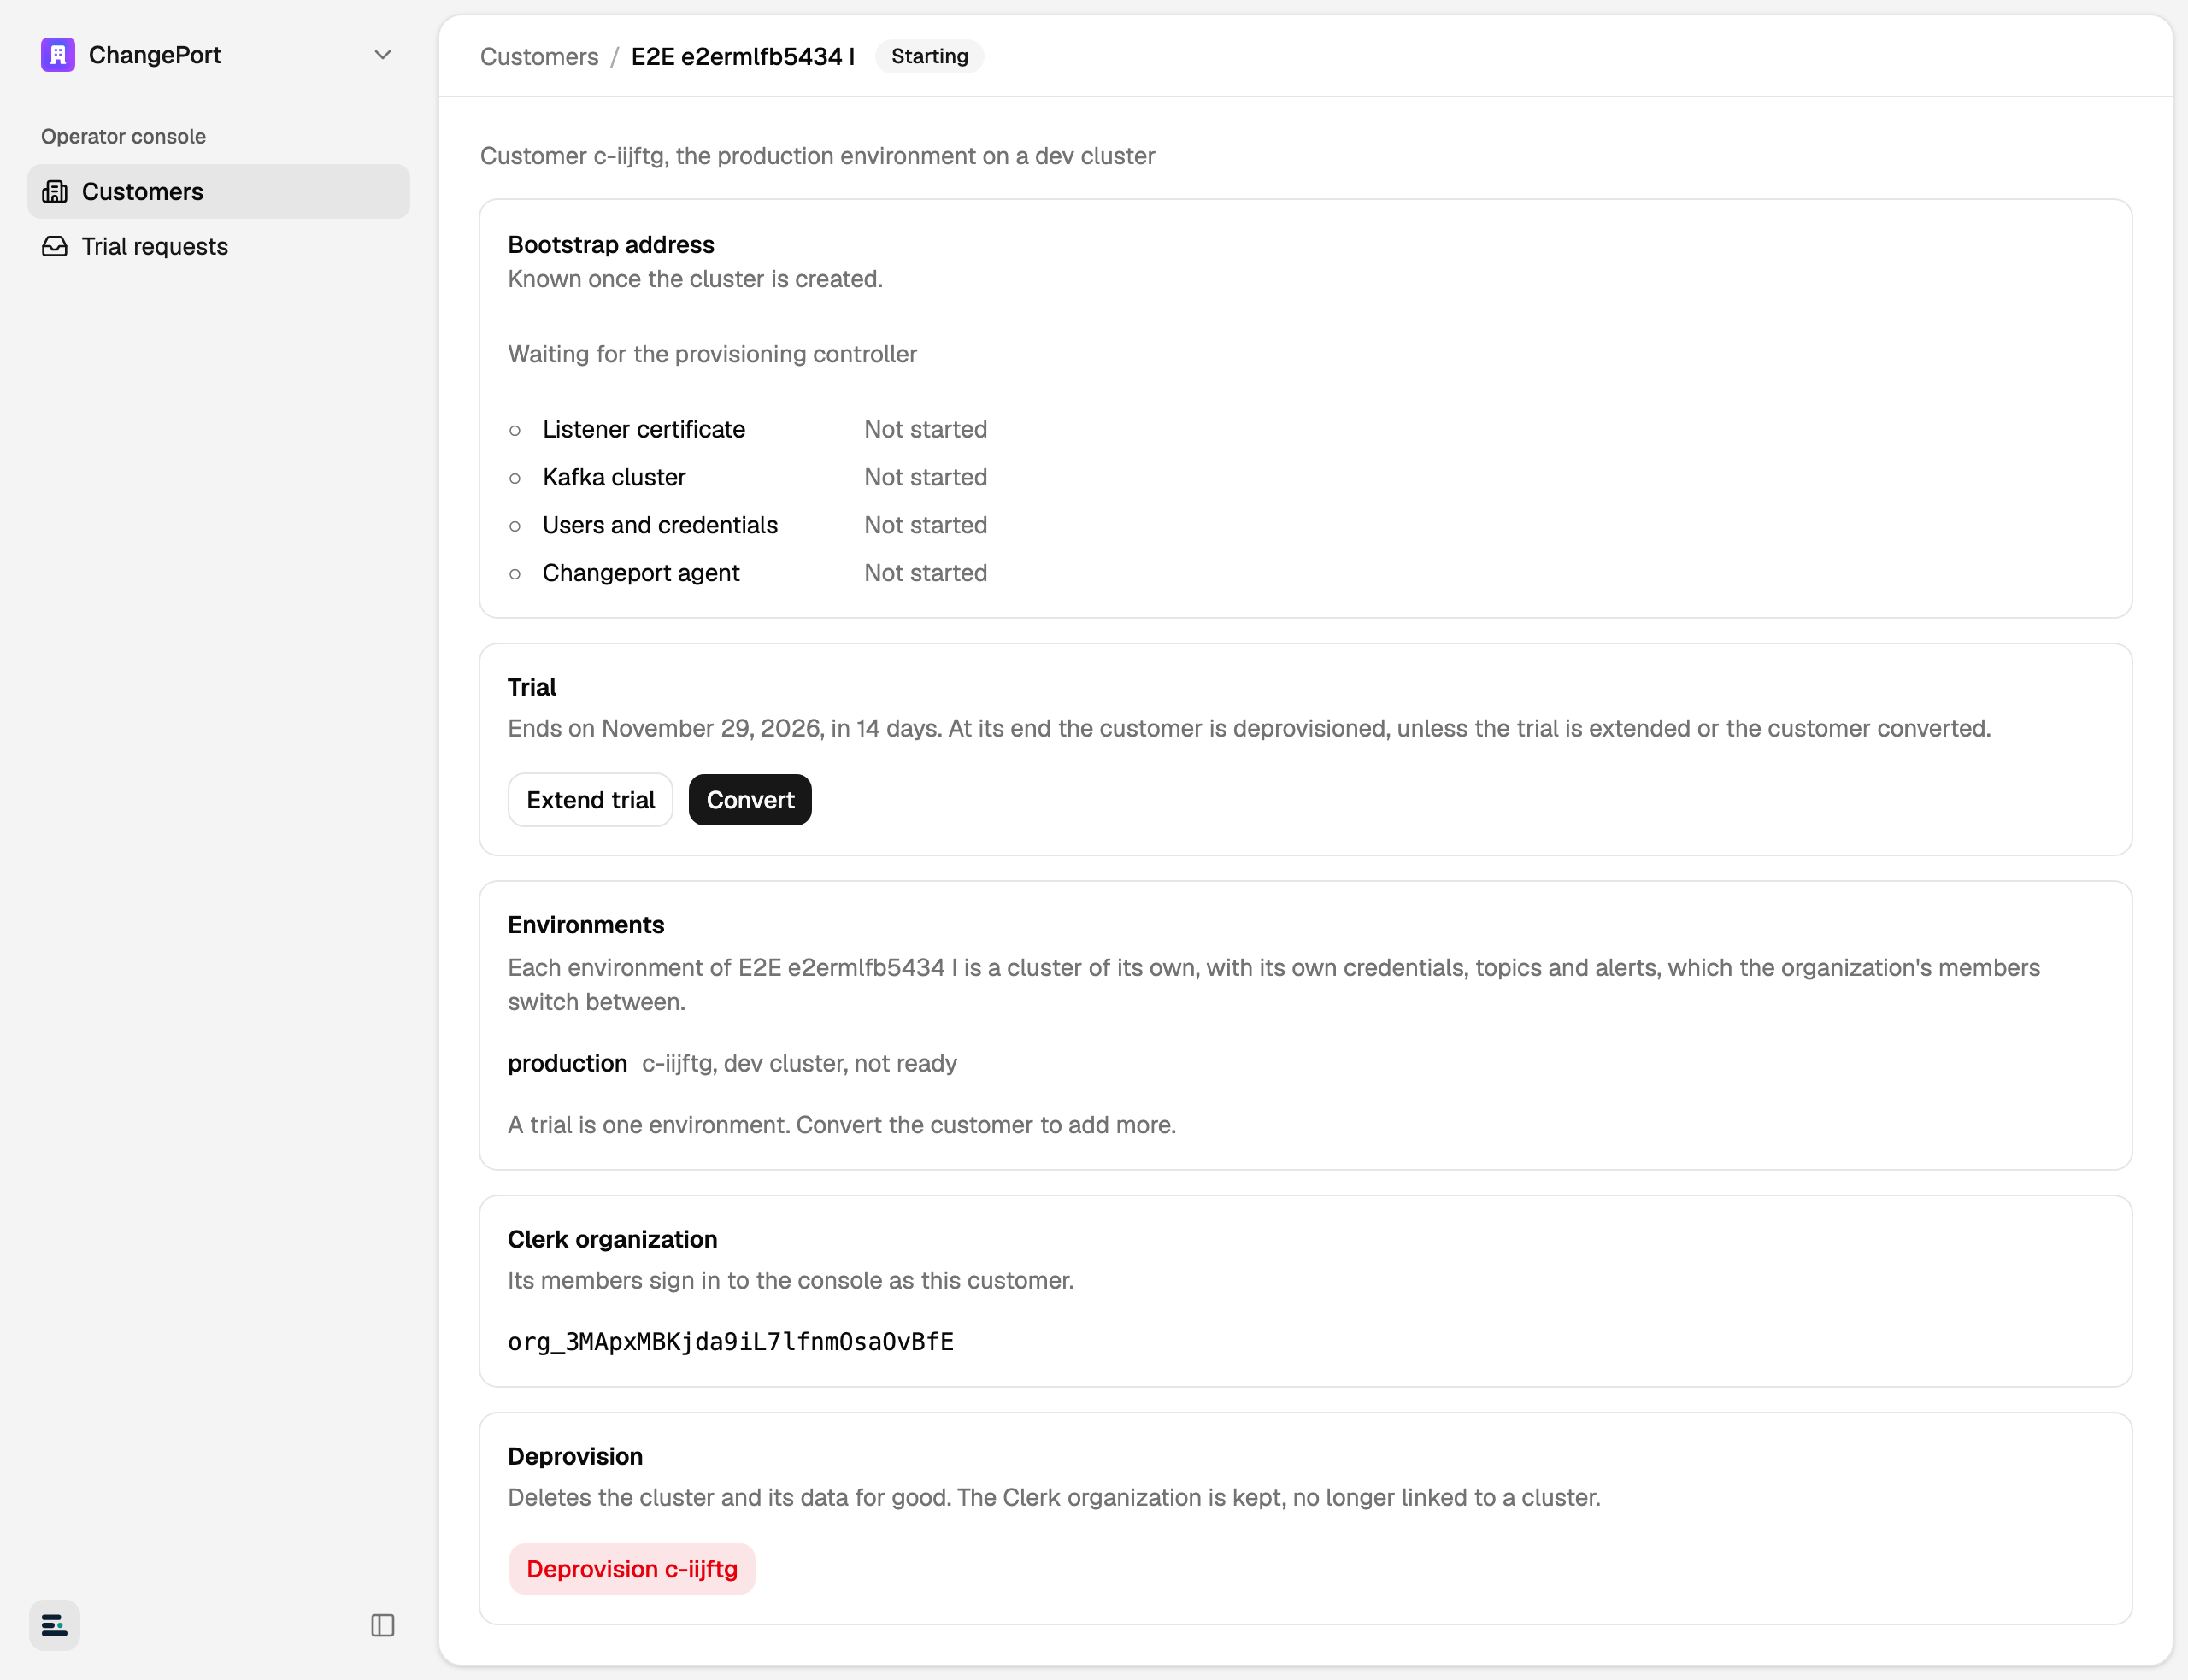 ChangePort
Operator console
Customers
Trial requests
Customers / E2E e2ermlfb5434 I Starting
Customer c-iijftg, the production environment on a dev cluster
Bootstrap address
Known once the cluster is created.
Waiting for the provisioning controller
Listener certificate Not started
Kafka cluster Not started
Users and credentials Not started
Changeport agent Not started
Trial
Ends on November 29, 2026, in 14 days. At its end the customer is deprovisioned, unless the trial is extended or the customer converted.
Extend trial Convert
Environments
Each environment of E2E e2ermlfb5434 I is a cluster of its own, with its own credentials, topics and alerts, which the organization's members
switch between.
production c-iijftg, dev cluster, not ready
A trial is one environment. Convert the customer to add more.
Clerk organization
Its members sign in to the console as this customer.
org_3MApxMBKjda9iL7lfnmOsaOvBfE
Deprovision
Deletes the cluster and its data for good. The Clerk organization is kept, no longer linked to a cluster.
Deprovision c-iijftg